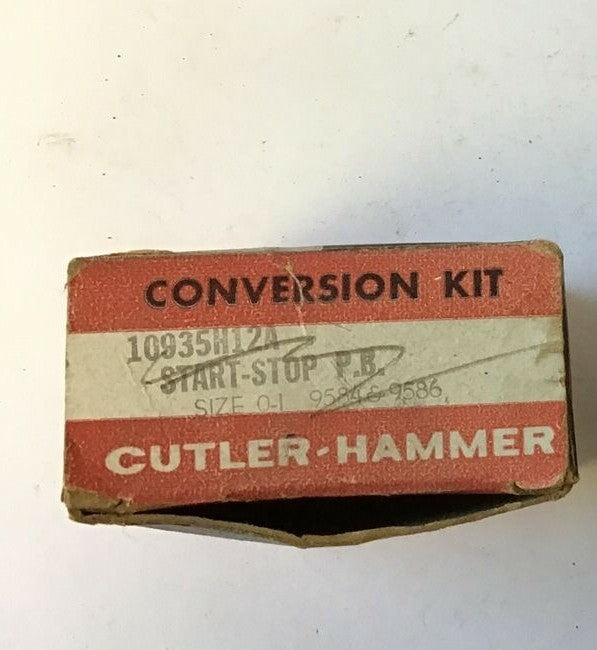 CONVERSION KIT
10935H12A
START-STOP P.B.
SIZE 0-1 9584 & 9586
CUTLER-HAMMER